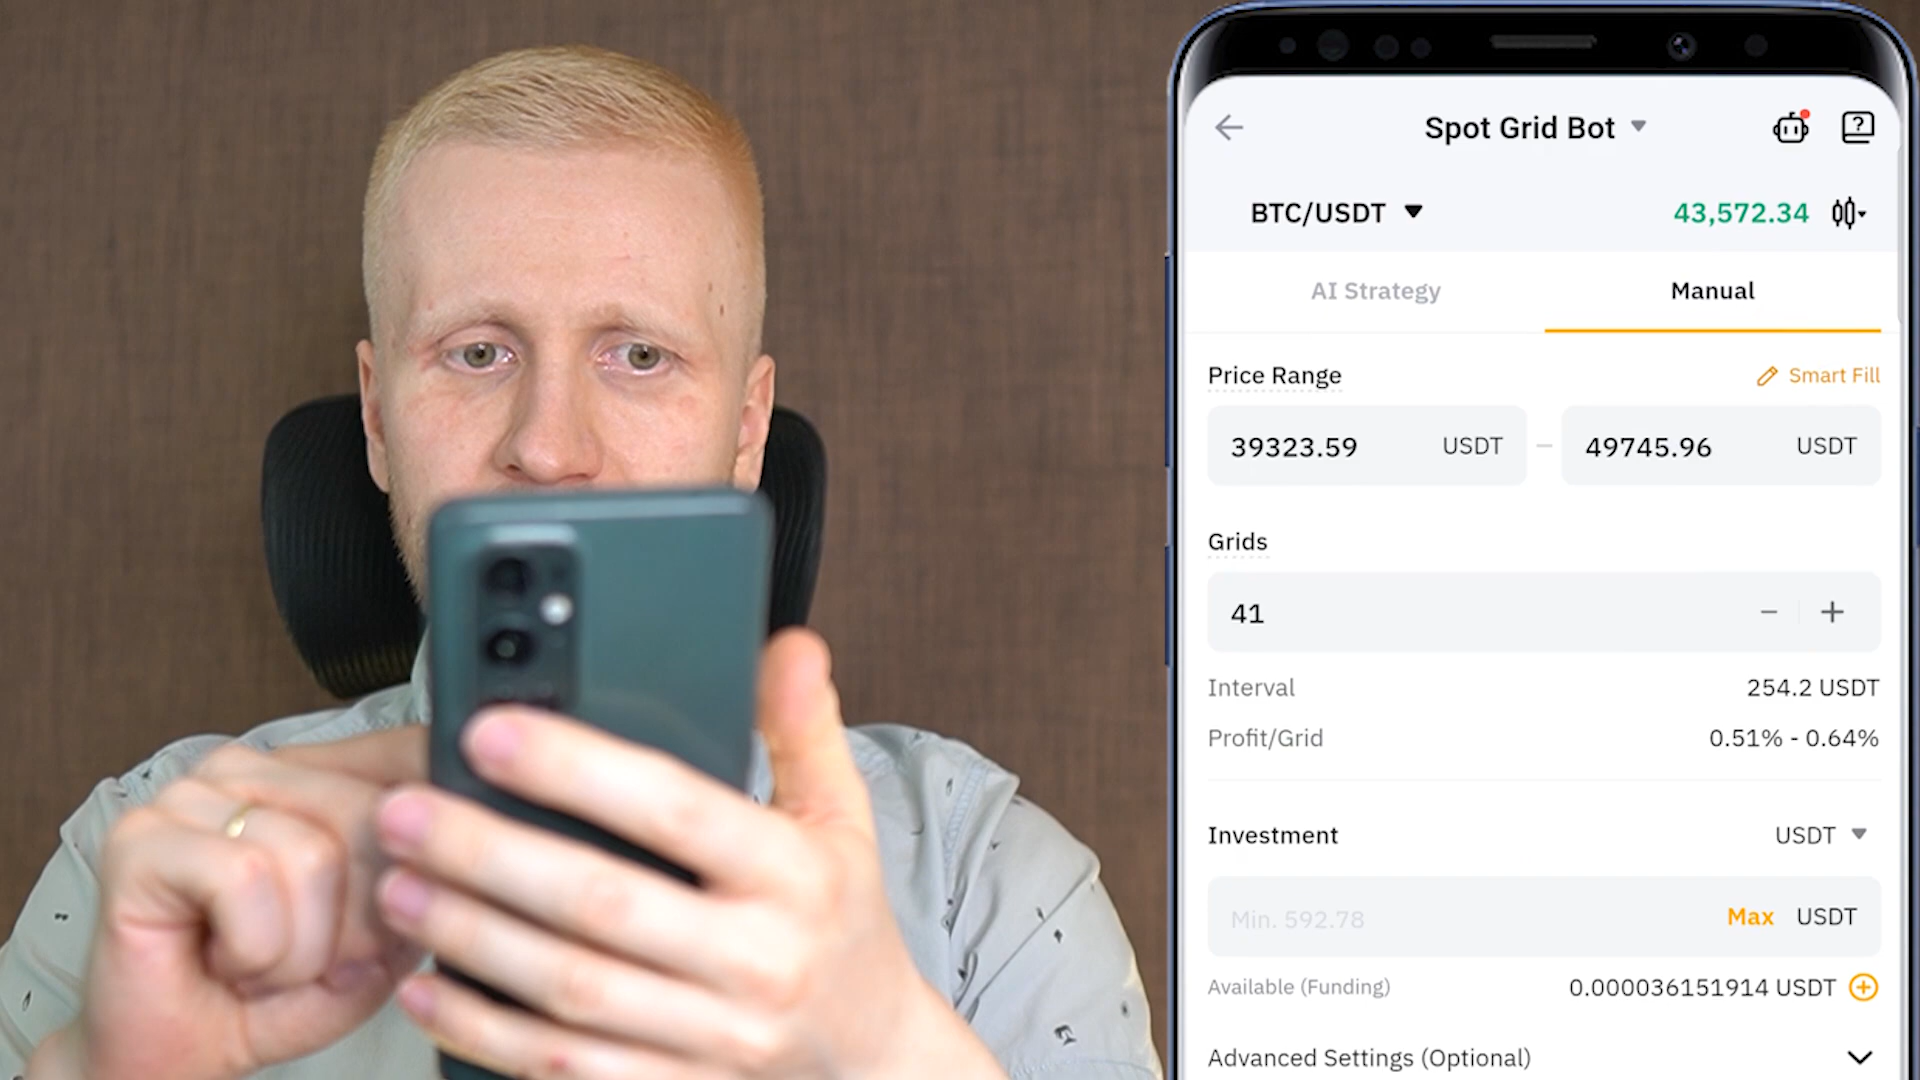 Spot Grid Bot
BTC/USDT 43,572.34
AI Strategy Manual
Price Range Smart Fill
39323.59 USDT – 49745.96 USDT
Grids
41 − +
Interval 254.2 USDT
Profit/Grid 0.51% - 0.64%
Investment USDT
Min. 592.78 Max USDT
Available (Funding) 0.000036151914 USDT
Advanced Settings (Optional)